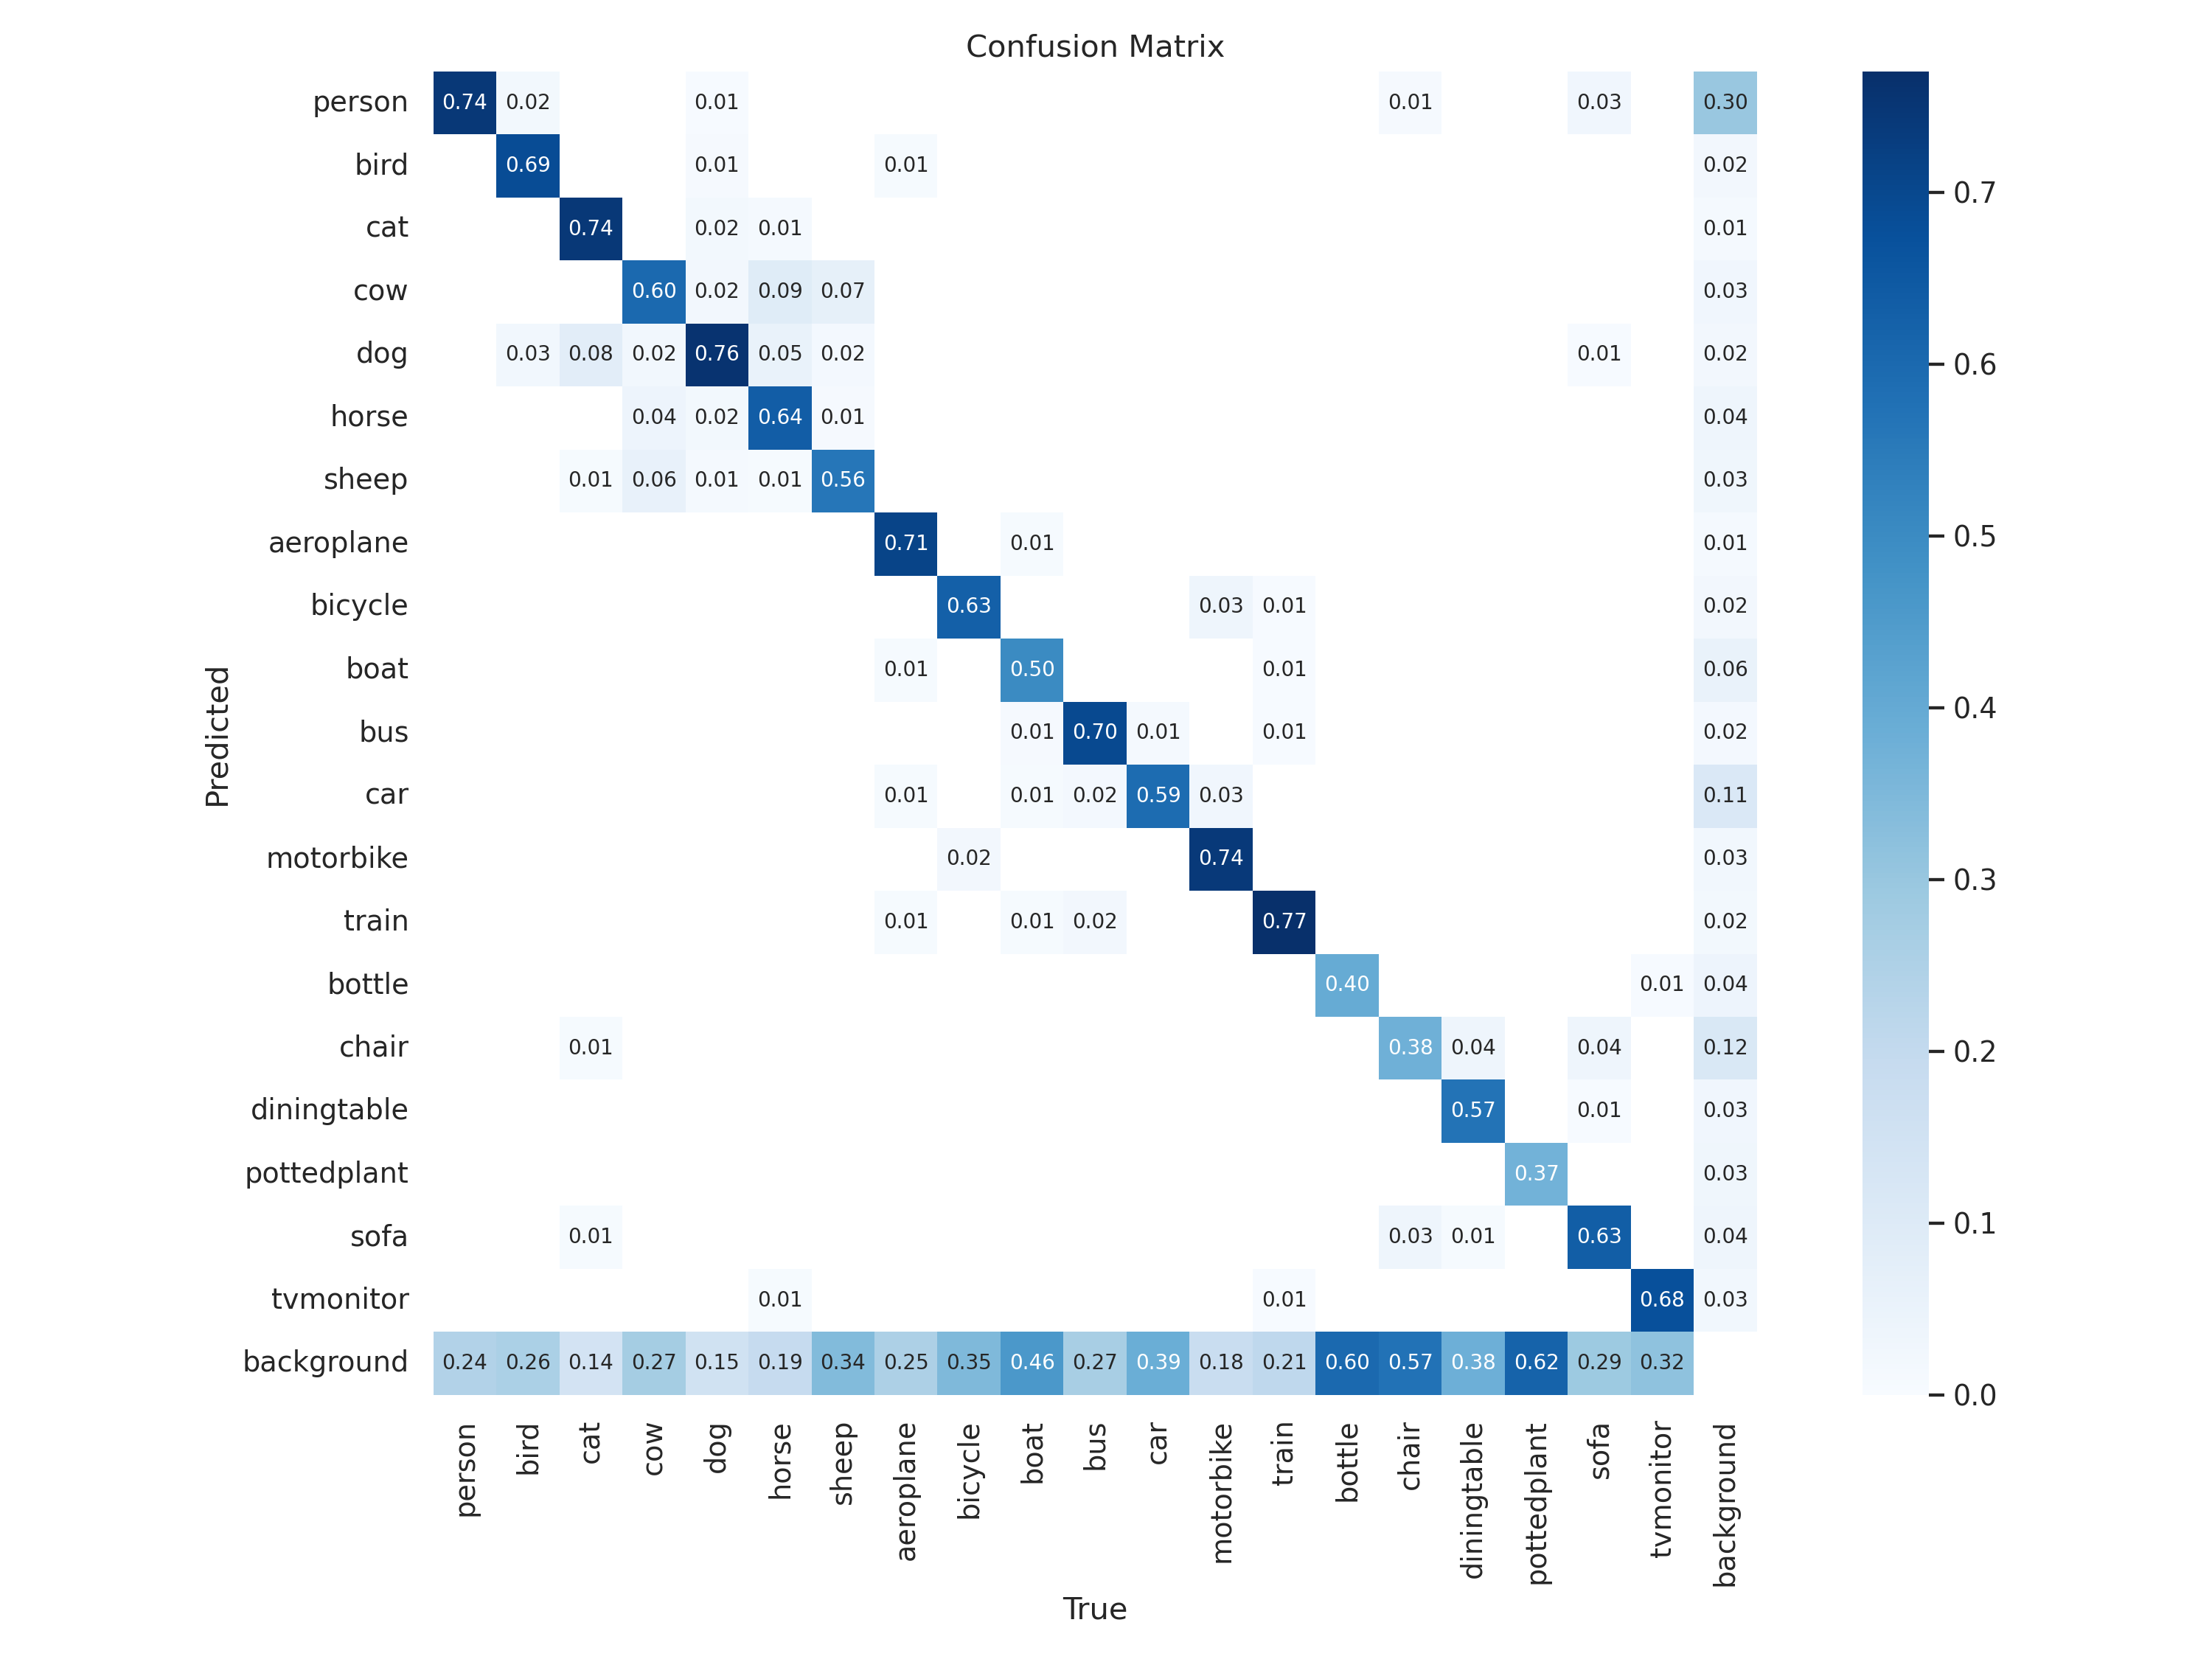 Confusion Matrix
person 0.74 0.02 0.01 0.01 0.03 0.30
bird 0.69 0.01 0.01 0.02
0.7
cat 0.74 0.02 0.01 0.01
cow 0.60 0.02 0.09 0.07 0.03
dog 0.03 0.08 0.02 0.76 0.05 0.02 0.01 0.02
0.6
horse 0.04 0.02 0.64 0.01 0.04
sheep 0.01 0.06 0.01 0.01 0.56 0.03
aeroplane 0.71 0.01 0.01
0.5
bicycle 0.63 0.03 0.01 0.02
boat 0.01 0.50 0.01 0.06
0.4
Predicted
bus 0.01 0.70 0.01 0.01 0.02
car 0.01 0.01 0.02 0.59 0.03 0.11
motorbike 0.02 0.74 0.03
0.3
train 0.01 0.01 0.02 0.77 0.02
bottle 0.40 0.01 0.04
chair 0.01 0.38 0.04 0.04 0.12
0.2
diningtable 0.57 0.01 0.03
pottedplant 0.37 0.03
sofa 0.01 0.03 0.01 0.63 0.04
0.1
tvmonitor 0.01 0.01 0.68 0.03
background 0.24 0.26 0.14 0.27 0.15 0.19 0.34 0.25 0.35 0.46 0.27 0.39 0.18 0.21 0.60 0.57 0.38 0.62 0.29 0.32
0.0
person bird cat cow dog horse sheep aeroplane bicycle boat bus car motorbike train bottle chair diningtable pottedplant sofa tvmonitor background
True